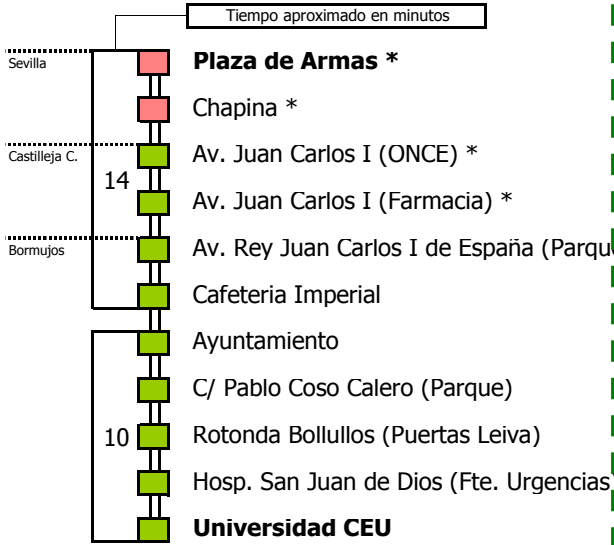 Tiempo aproximado en minutos
Sevilla
Plaza de Armas *
Chapina *
Castilleja C.
Av. Juan Carlos I (ONCE) *
14
Av. Juan Carlos I (Farmacia) *
Bormujos
Av. Rey Juan Carlos I de España (Parque
Cafeteria Imperial
Ayuntamiento
C/ Pablo Coso Calero (Parque)
10
Rotonda Bollullos (Puertas Leiva)
Hosp. San Juan de Dios (Fte. Urgencias)
Universidad CEU